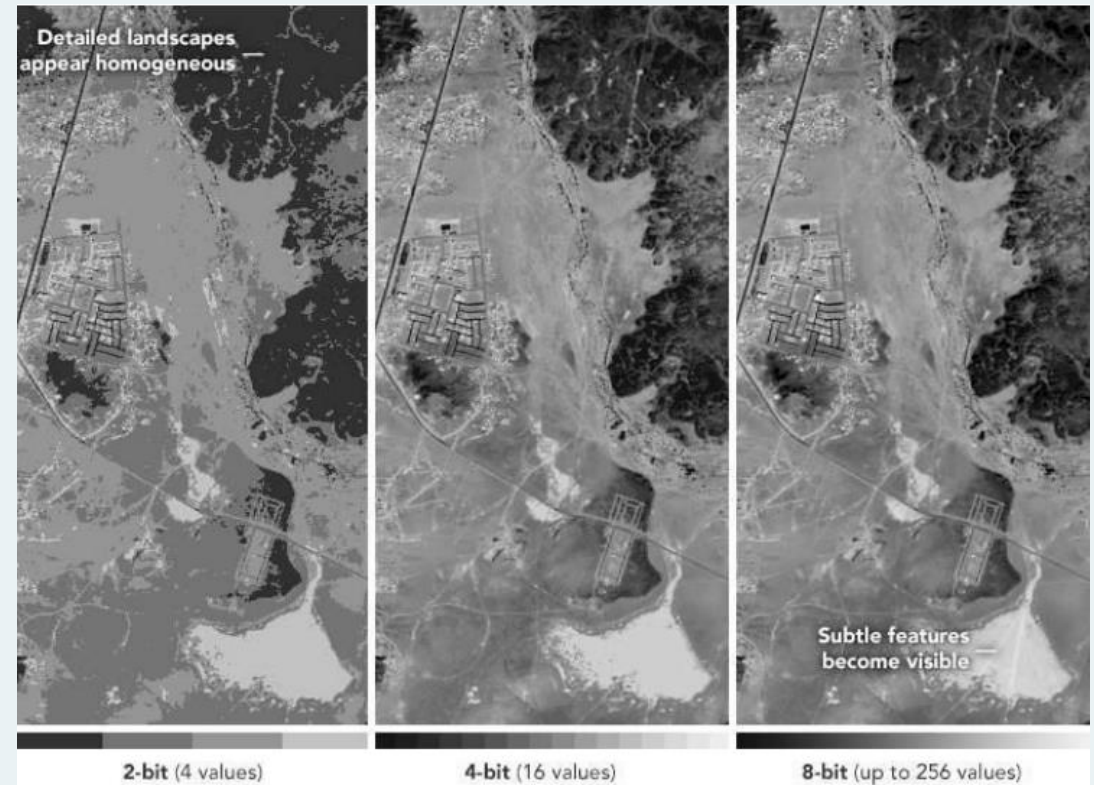 Detailed landscapes
appear homogeneous
Subtle features
become visible
2-bit (4 values)
4-bit (16 values)
8-bit (up to 256 values)